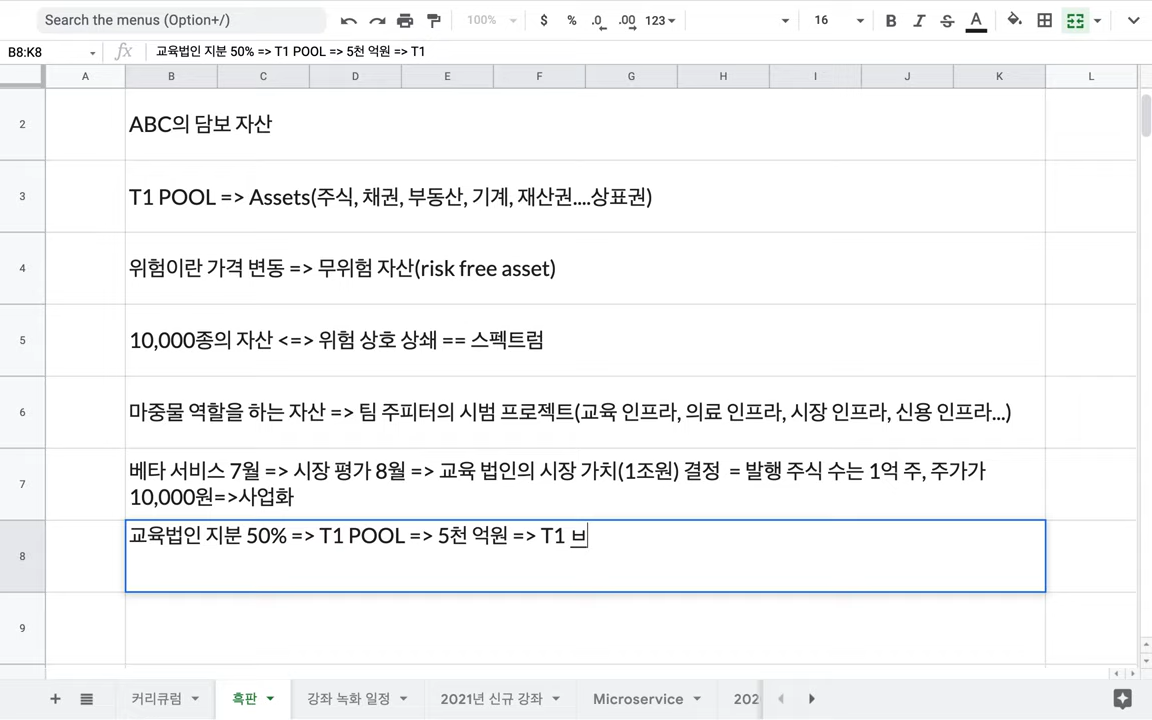 Search the menus (Option+/)
100%
$ % .0 .00 123
16
B I S A
B8:K8
fx
교육법인 지분 50% => T1 POOL => 5천 억원 => T1
A B C D E F G H I J K L
2 ABC의 담보 자산
3 T1 POOL => Assets(주식, 채권, 부동산, 기계, 재산권....상표권)
4 위험이란 가격 변동 => 무위험 자산(risk free asset)
5 10,000종의 자산 <=> 위험 상호 상쇄 == 스펙트럼
6 마중물 역할을 하는 자산 => 팀 주피터의 시범 프로젝트(교육 인프라, 의료 인프라, 시장 인프라, 신용 인프라...)
7 베타 서비스 7월 => 시장 평가 8월 => 교육 법인의 시장 가치(1조원) 결정 = 발행 주식 수는 1억 주, 주가가
10,000원=>사업화
8 교육법인 지분 50% => T1 POOL => 5천 억원 => T1 브
9
커리큐럼 흑판 강좌 녹화 일정 2021년 신규 강좌 Microservice 202